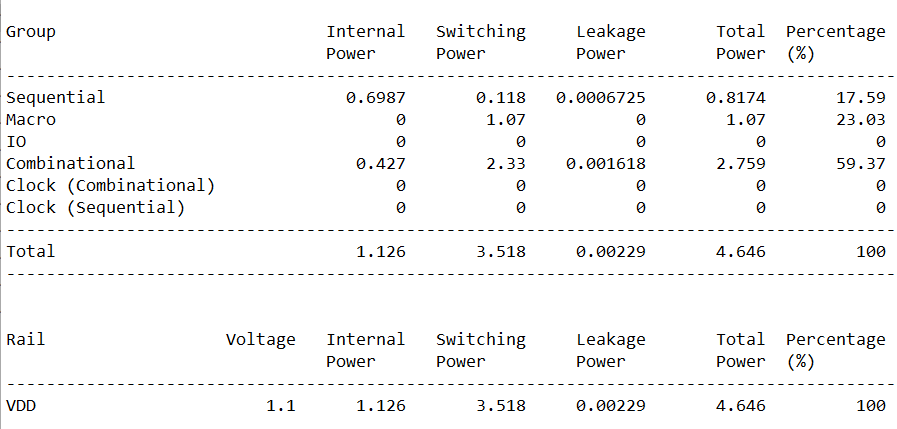 Group Internal Switching Leakage Total Percentage
Power Power Power Power (%)
-----------------------------------------------------------------------------------------
Sequential 0.6987 0.118 0.0006725 0.8174 17.59
Macro 0 1.07 0 1.07 23.03
IO 0 0 0 0 0
Combinational 0.427 2.33 0.001618 2.759 59.37
Clock (Combinational) 0 0 0 0 0
Clock (Sequential) 0 0 0 0 0
-----------------------------------------------------------------------------------------
Total 1.126 3.518 0.00229 4.646 100
-----------------------------------------------------------------------------------------
Rail Voltage Internal Switching Leakage Total Percentage
Power Power Power Power (%)
-----------------------------------------------------------------------------------------
VDD 1.1 1.126 3.518 0.00229 4.646 100